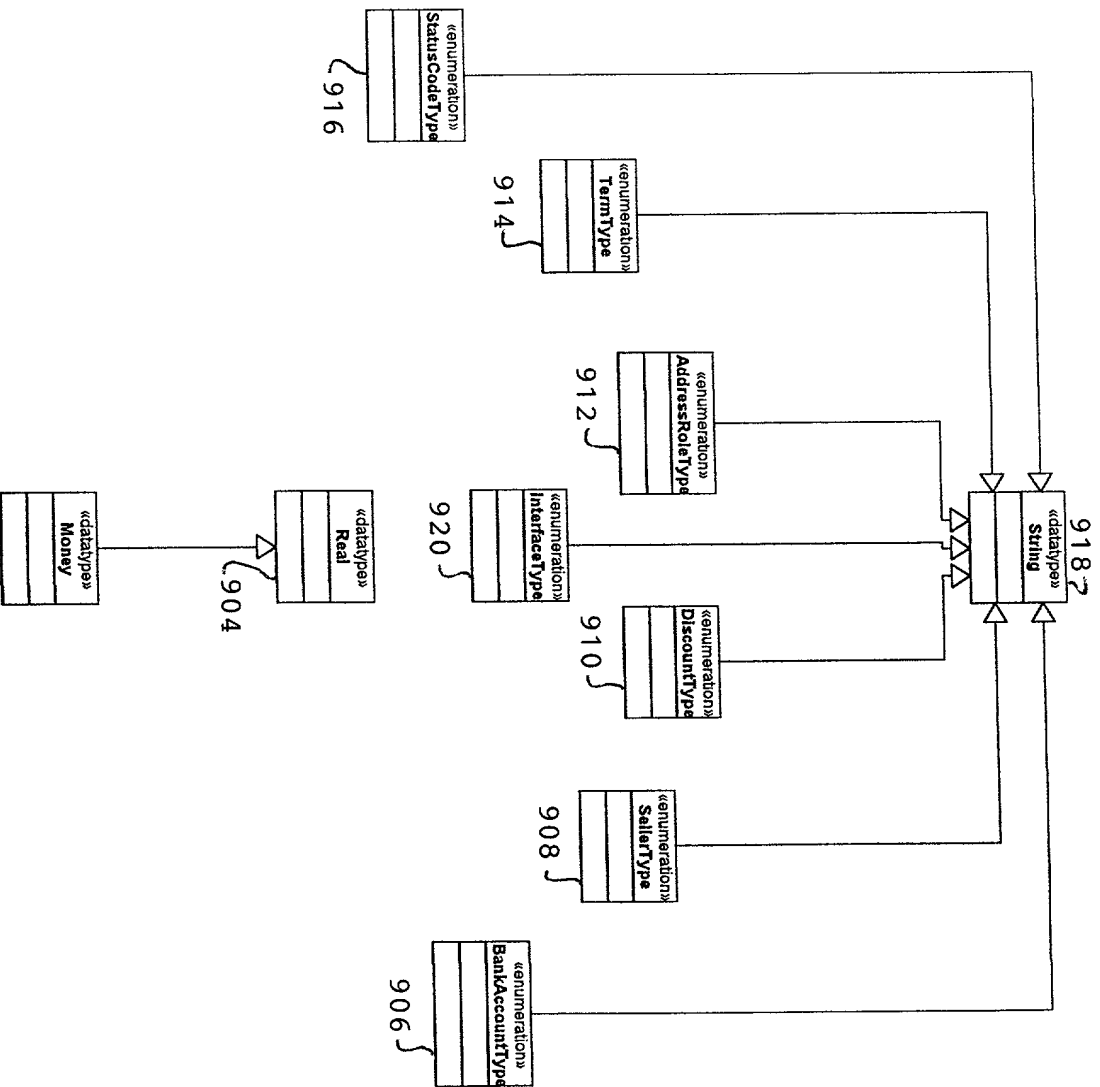 918
«datatype»
String
«enumeration»
StatusCodeType
916
«enumeration»
TermType
914
«enumeration»
AddressRoleType
912
«enumeration»
InterfaceType
920
«enumeration»
DiscountType
910
«enumeration»
SellerType
908
«enumeration»
BankAccountType
906
«datatype»
Real
904
«datatype»
Money